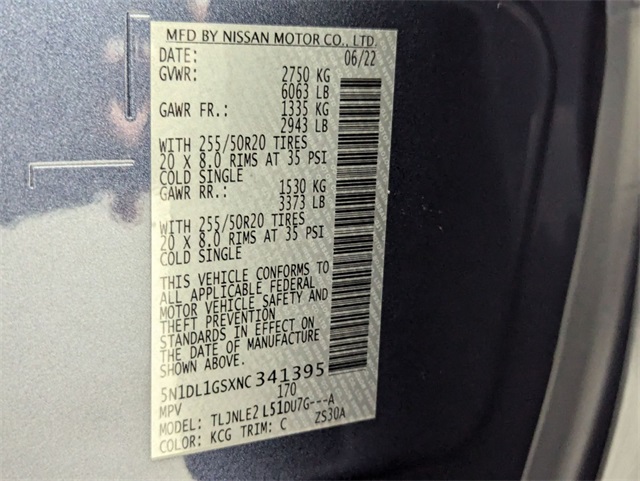 MFD BY NISSAN MOTOR CO., LTD.
DATE: 06/22
GVWR: 2750 KG
6063 LB
GAWR FR.: 1335 KG
2943 LB
WITH 255/50R20 TIRES
20 X 8.0 RIMS AT 35 PSI
COLD SINGLE
GAWR RR.: 1530 KG
3373 LB
WITH 255/50R20 TIRES
20 X 8.0 RIMS AT 35 PSI
COLD SINGLE
THIS VEHICLE CONFORMS TO
ALL APPLICABLE FEDERAL
MOTOR VEHICLE SAFETY AND
THEFT PREVENTION
STANDARDS IN EFFECT ON
THE DATE OF MANUFACTURE
SHOWN ABOVE.
5N1DL1GSXNC341395
MPV 170
MODEL: TLJNLE2 L51DU7G---A
COLOR: KCG TRIM: C ZS30A